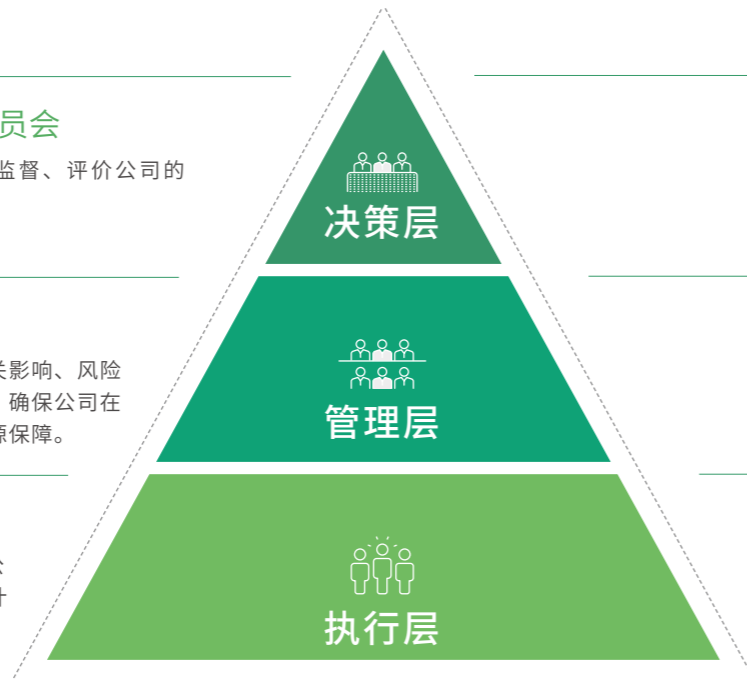 员会
监督、评价公司的
决策层
关影响、风险
确保公司在
源保障。
管理层
执行层